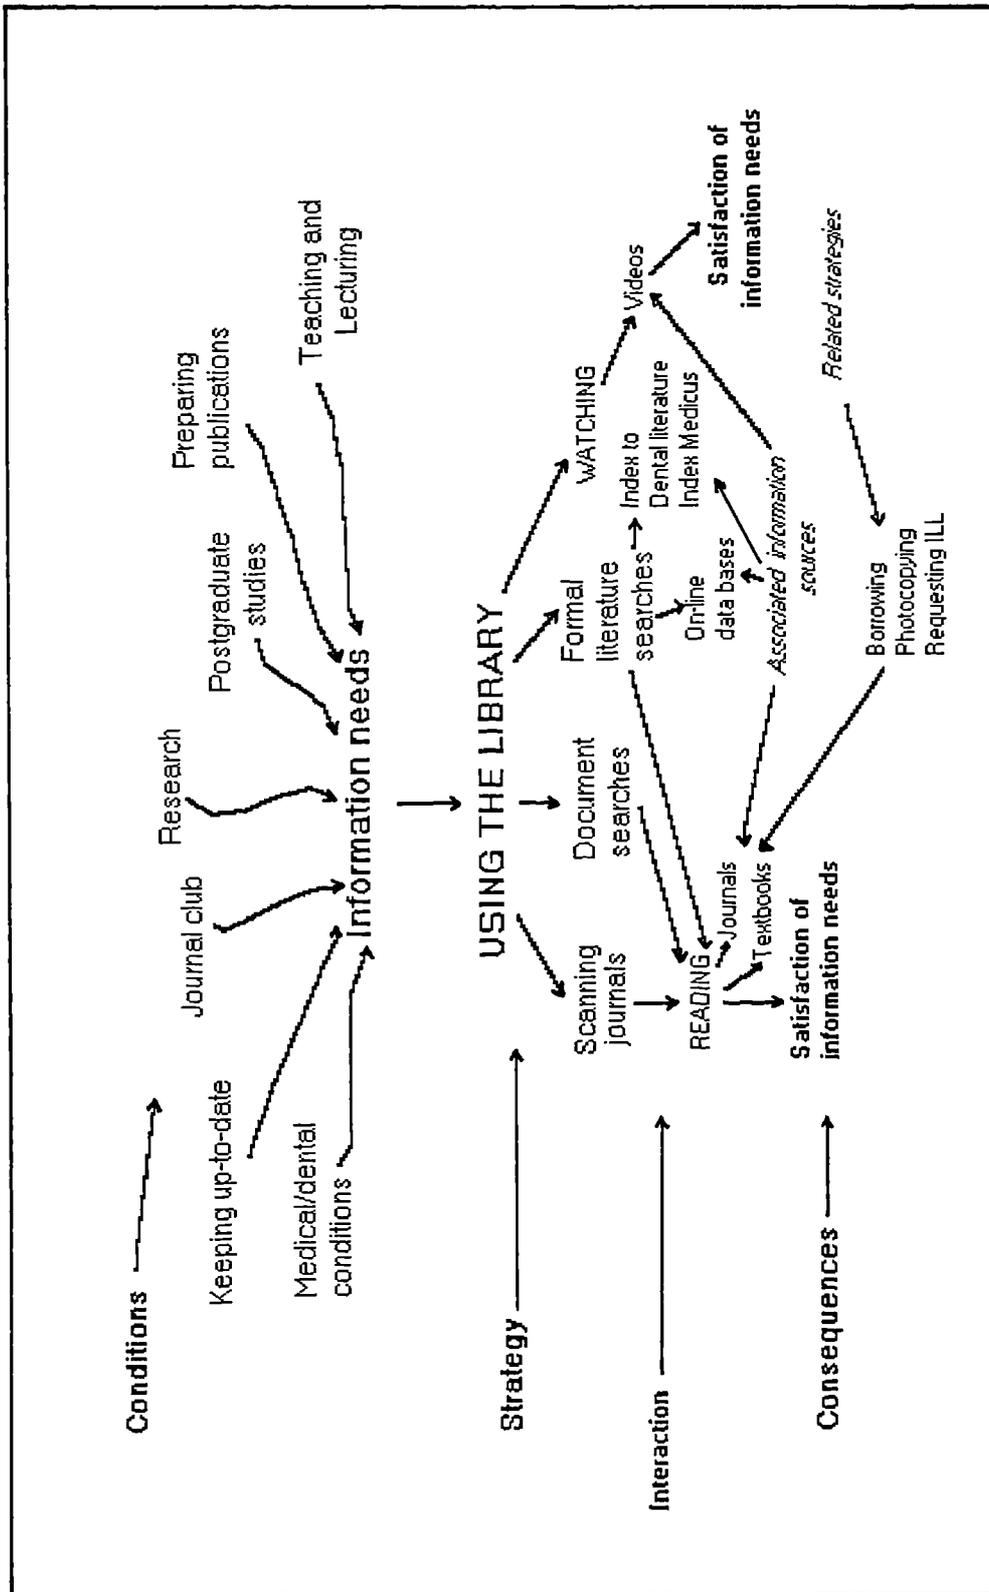 Conditions
Preparing
publications
Research
Journal club
Postgraduate
studies
Keeping up-to-date
Teaching and
Lecturing
Medical/dental
conditions
Information needs
Strategy
USING THE LIBRARY
Scanning
journals
Document
searches
Formal
literature
searches
WATCHING
Index to
Dental literature
Index Medicus
Videos
Interaction
READING
On-line
data bases
Satisfaction of
information needs
Journals
Textbooks
Associated information
sources
Consequences
Satisfaction of
information needs
Related strategies
Borrowing
Photocopying
Requesting ILL